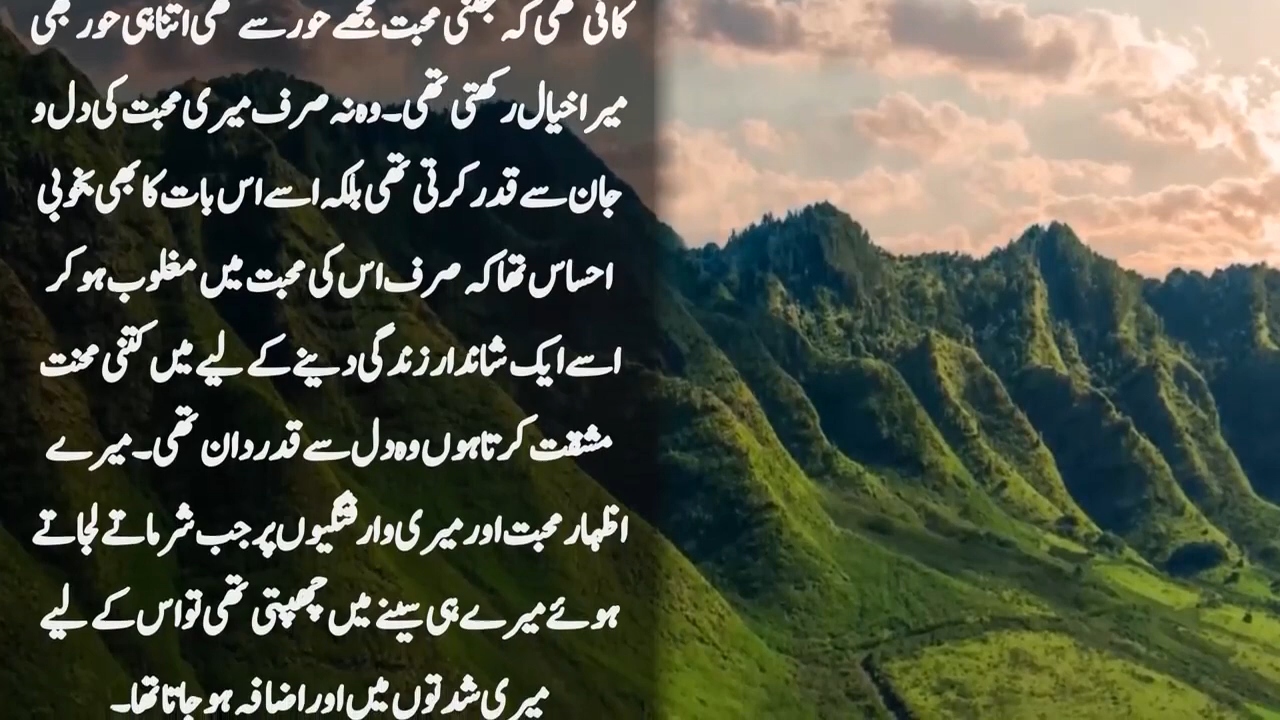 کافی تھی کہ جتنی محبت مجھے حور سے تھی اتنا ہی حور بھی
میرا خیال رکھتی تھی۔ وہ نہ صرف میری محبت کی دل و
جان سے قدر کرتی تھی بلکہ اسے اس بات کا بھی بخوبی
احساس تھا کہ صرف اس کی محبت میں مغلوب ہو کر
اسے ایک شاندار زندگی دینے کے لیے میں کتنی محنت
مشقت کرتا ہوں وہ دل سے قدر دان تھی۔ میرے
اظہار محبت اور میری وارفتگیوں پر جب شرماتے لجاتے
ہوئے میرے ہی سینے میں چھپتی تھی تو اس کے لیے
میری شدتوں میں اور اضافہ ہو جاتا تھا۔